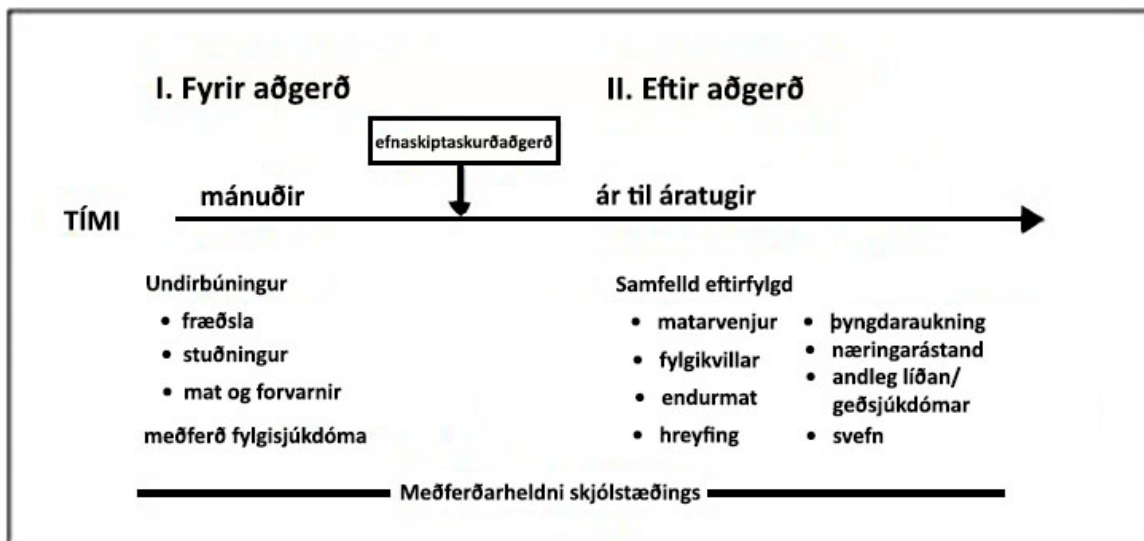 I. Fyrir aðgerð
II. Eftir aðgerð
efnaskiptaskurðaðgerð
mánuðir
ár til áratugir
TÍMI
Undirbúningur
• fræðsla
• stuðningur
• mat og forvarnir
meðferð fylgisjúkdóma
Samfelld eftirfylgd
• matarvenjur
• fylgikvillar
• endurmat
• hreyfing
• þyngdaraukning
• næringarástand
• andleg líðan/
geðsjúkdómar
• svefn
Meðferðarheldni skjólstæðings